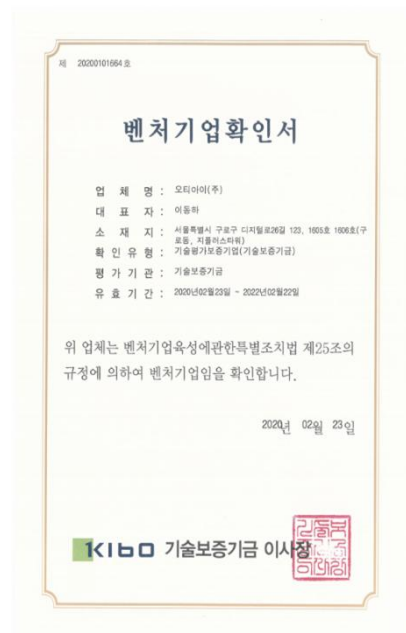 제 20200101664 호
벤처기업확인서
업 체 명 : 오티아이(주)
대 표 자 : 이동하
소 재 지 : 서울특별시 구로구 디지털로26길 123, 1605호 1606호(구
로동, 지플러스타워)
확 인 유 형 : 기술평가보증기업(기술보증기금)
평 가 기 관 : 기술보증기금
유 효 기 간 : 2020년02월23일 - 2022년02월22일
위 업체는 벤처기업육성에관한특별조치법 제25조의
규정에 의하여 벤처기업임을 확인합니다.
2020년 02월 23일
KIBO 기술보증기금 이사장